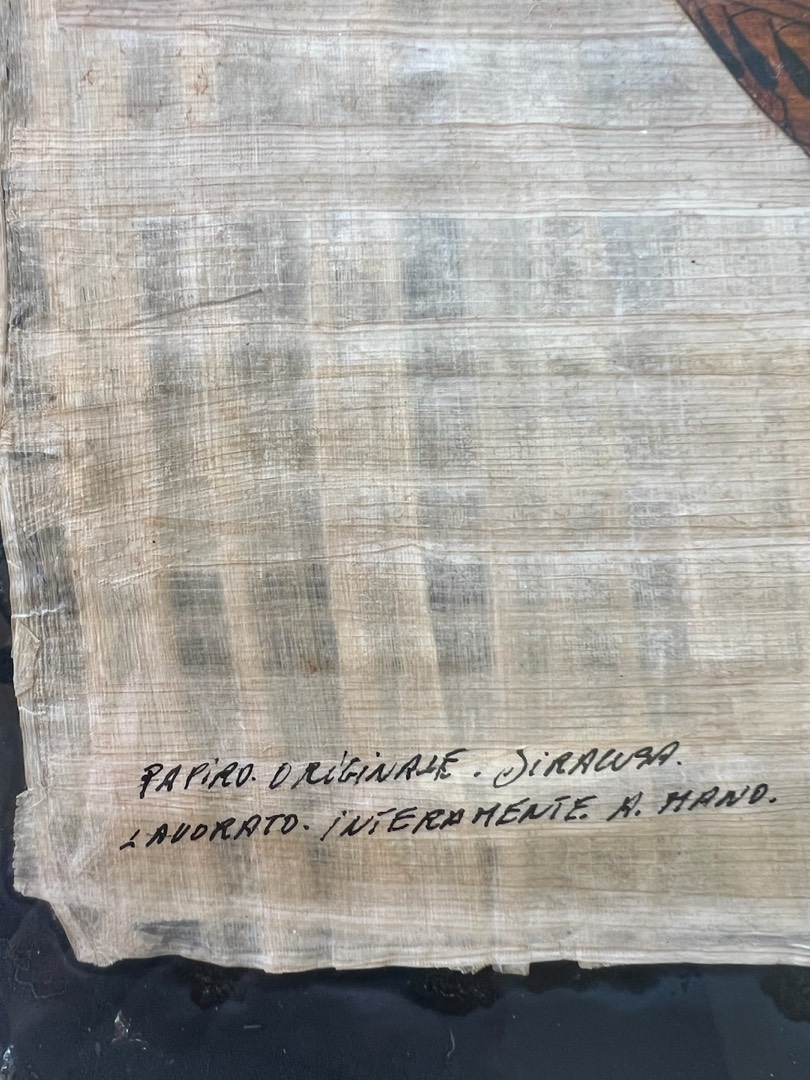 PAPIRO. ORIGINALE. SIRACUSA.
LAVORATO. INTERAMENTE. A. MANO.